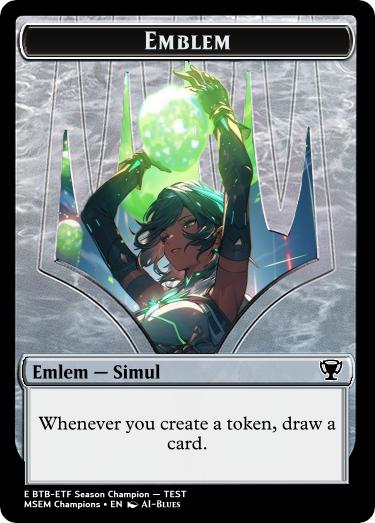 EMBLEM
Emlem — Simul
Whenever you create a token, draw a
card.
E BTB-ETF Season Champion — TEST
MSEM Champions • EN AI-BLUES